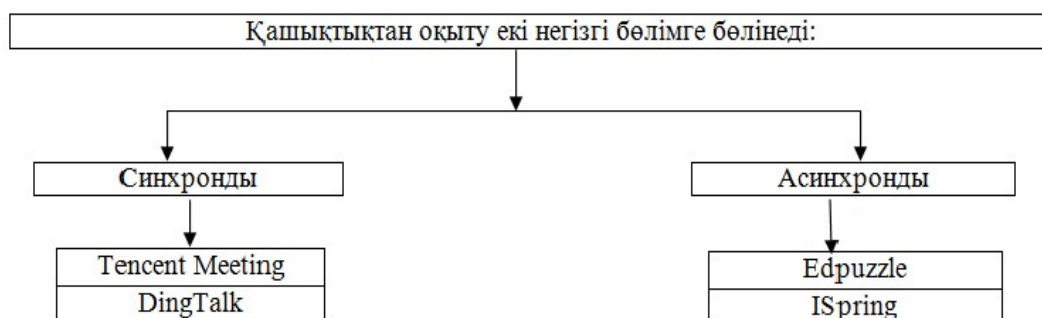 Қашықтықтан оқыту екі негізгі бөлімге бөлінеді:
Синхронды
Асинхронды
Tencent Meeting
DingTalk
Edpuzzle
ISpring